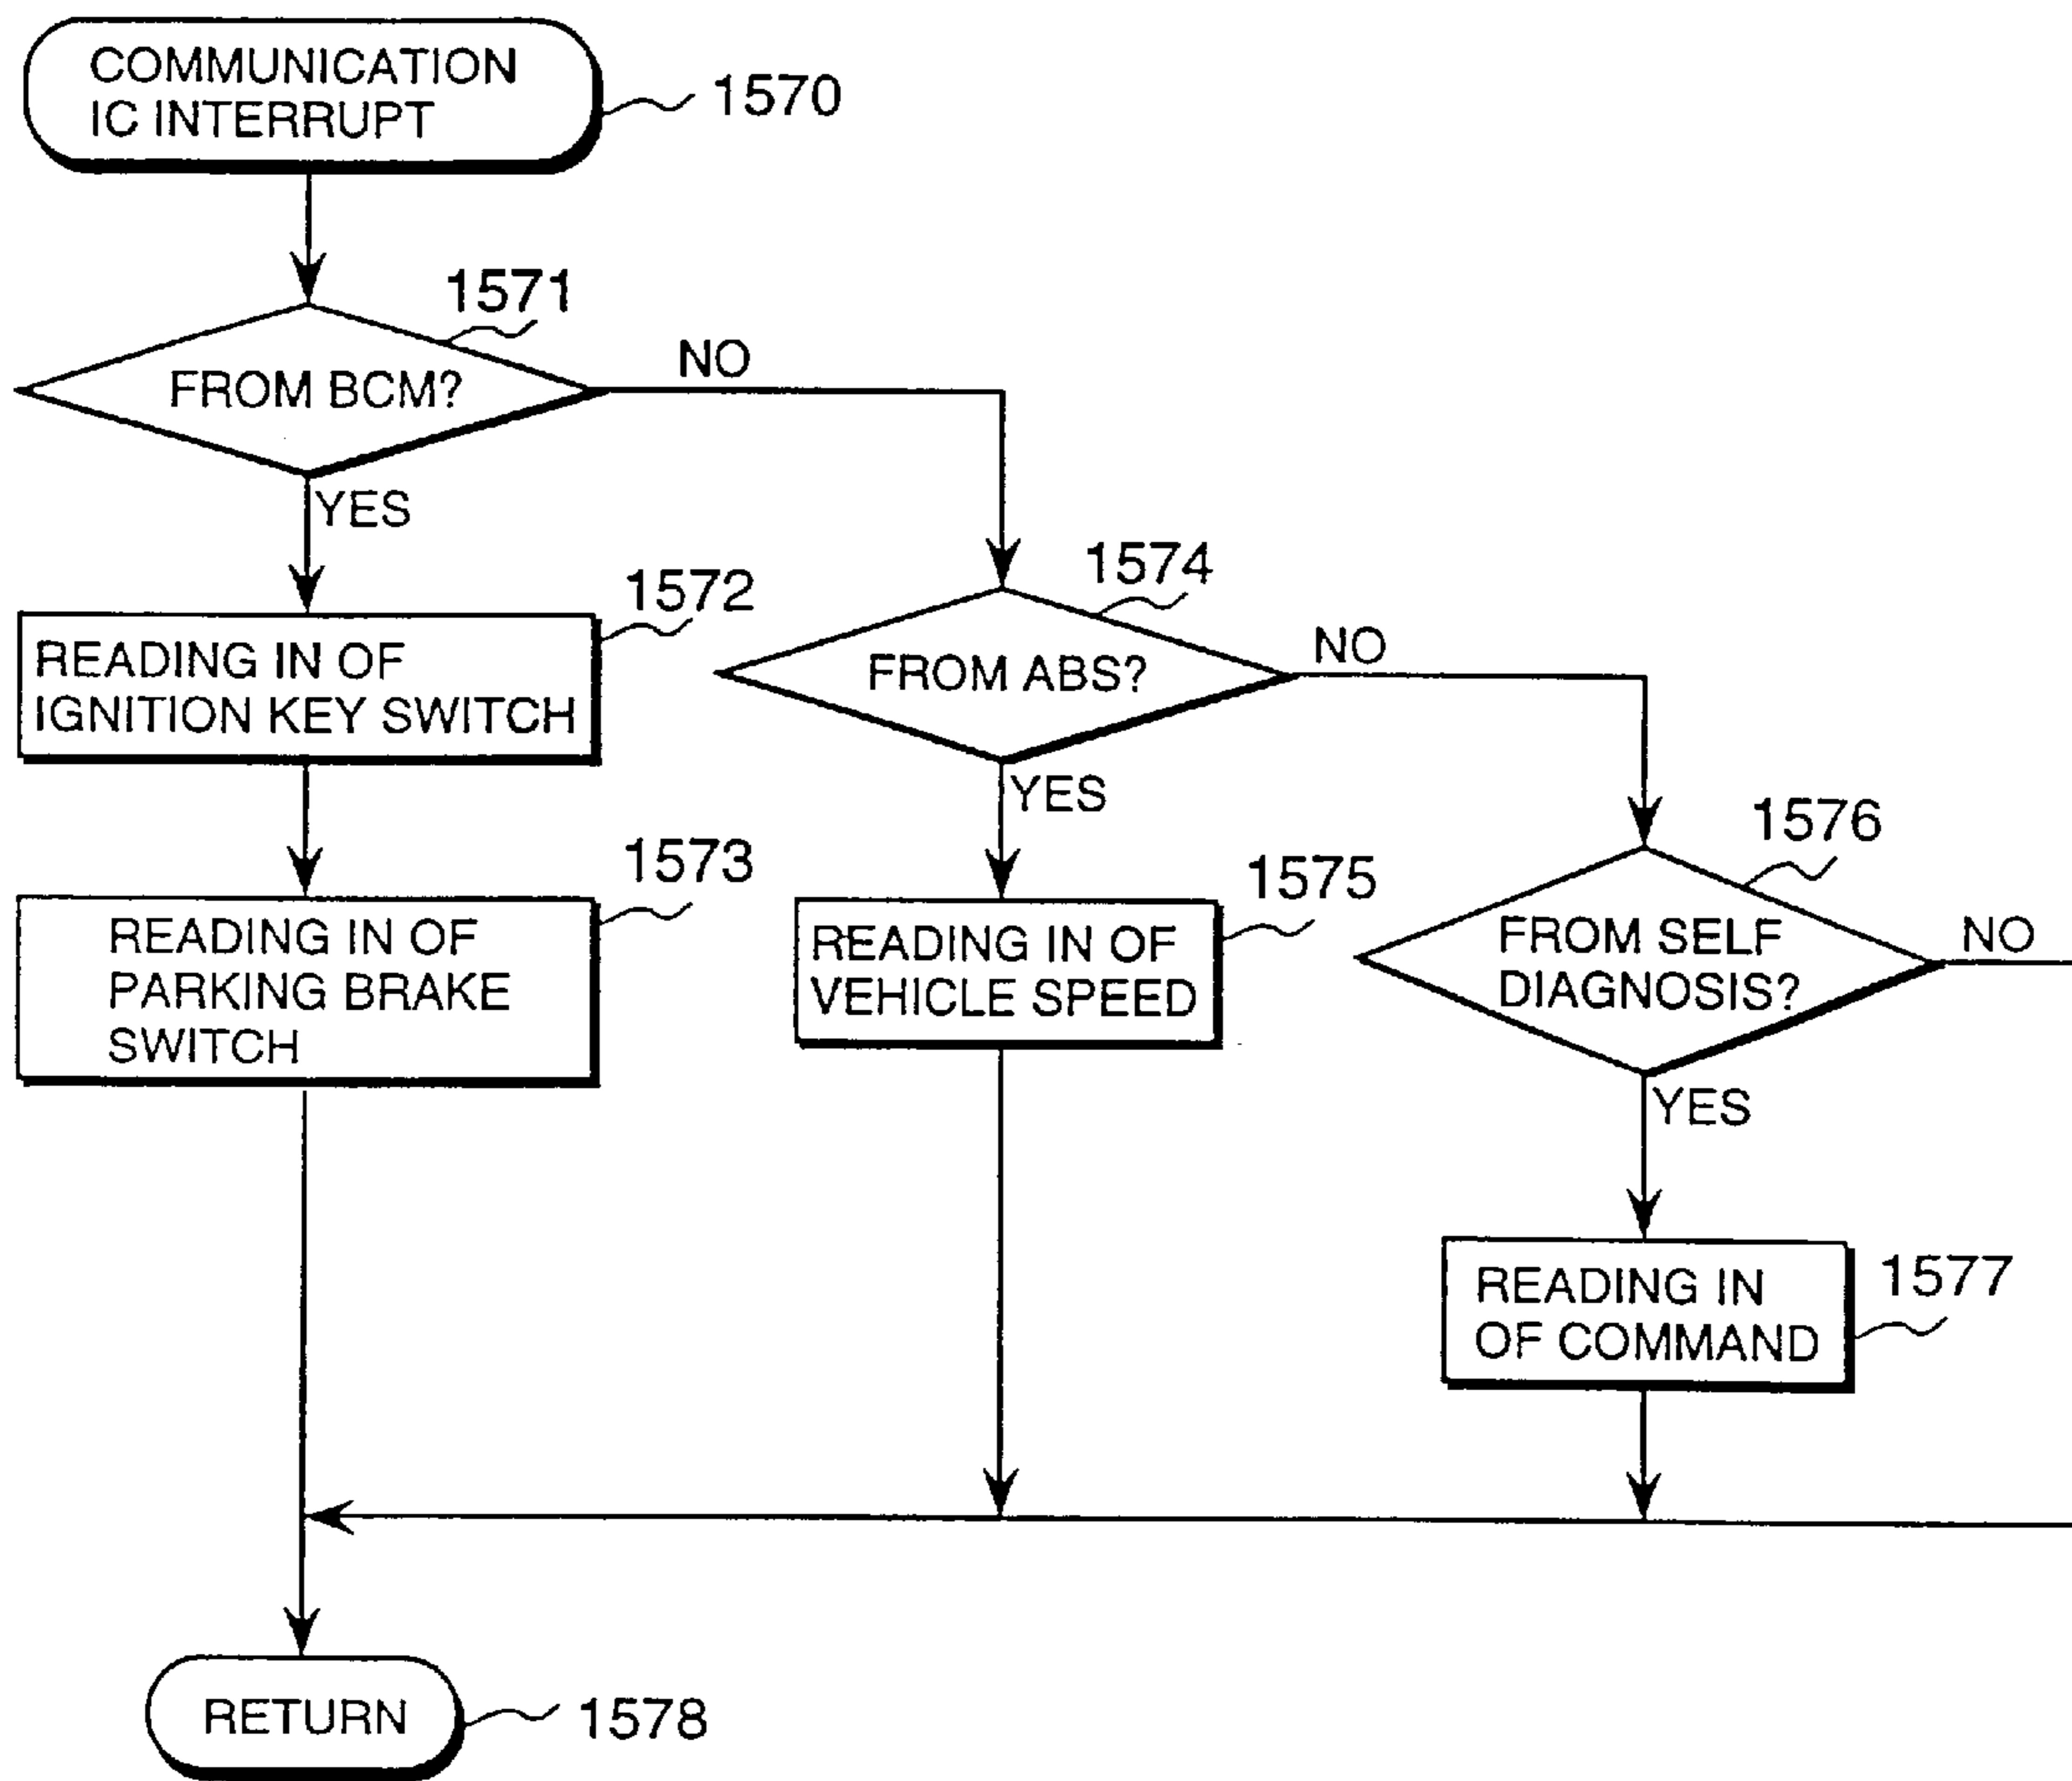 COMMUNICATION
IC INTERRUPT
1570
1571
FROM BCM?
NO
YES
1572
READING IN OF
IGNITION KEY SWITCH
1573
READING IN OF
PARKING BRAKE
SWITCH
1574
FROM ABS?
NO
YES
1575
READING IN OF
VEHICLE SPEED
1576
FROM SELF
DIAGNOSIS?
NO
YES
1577
READING IN
OF COMMAND
RETURN
1578